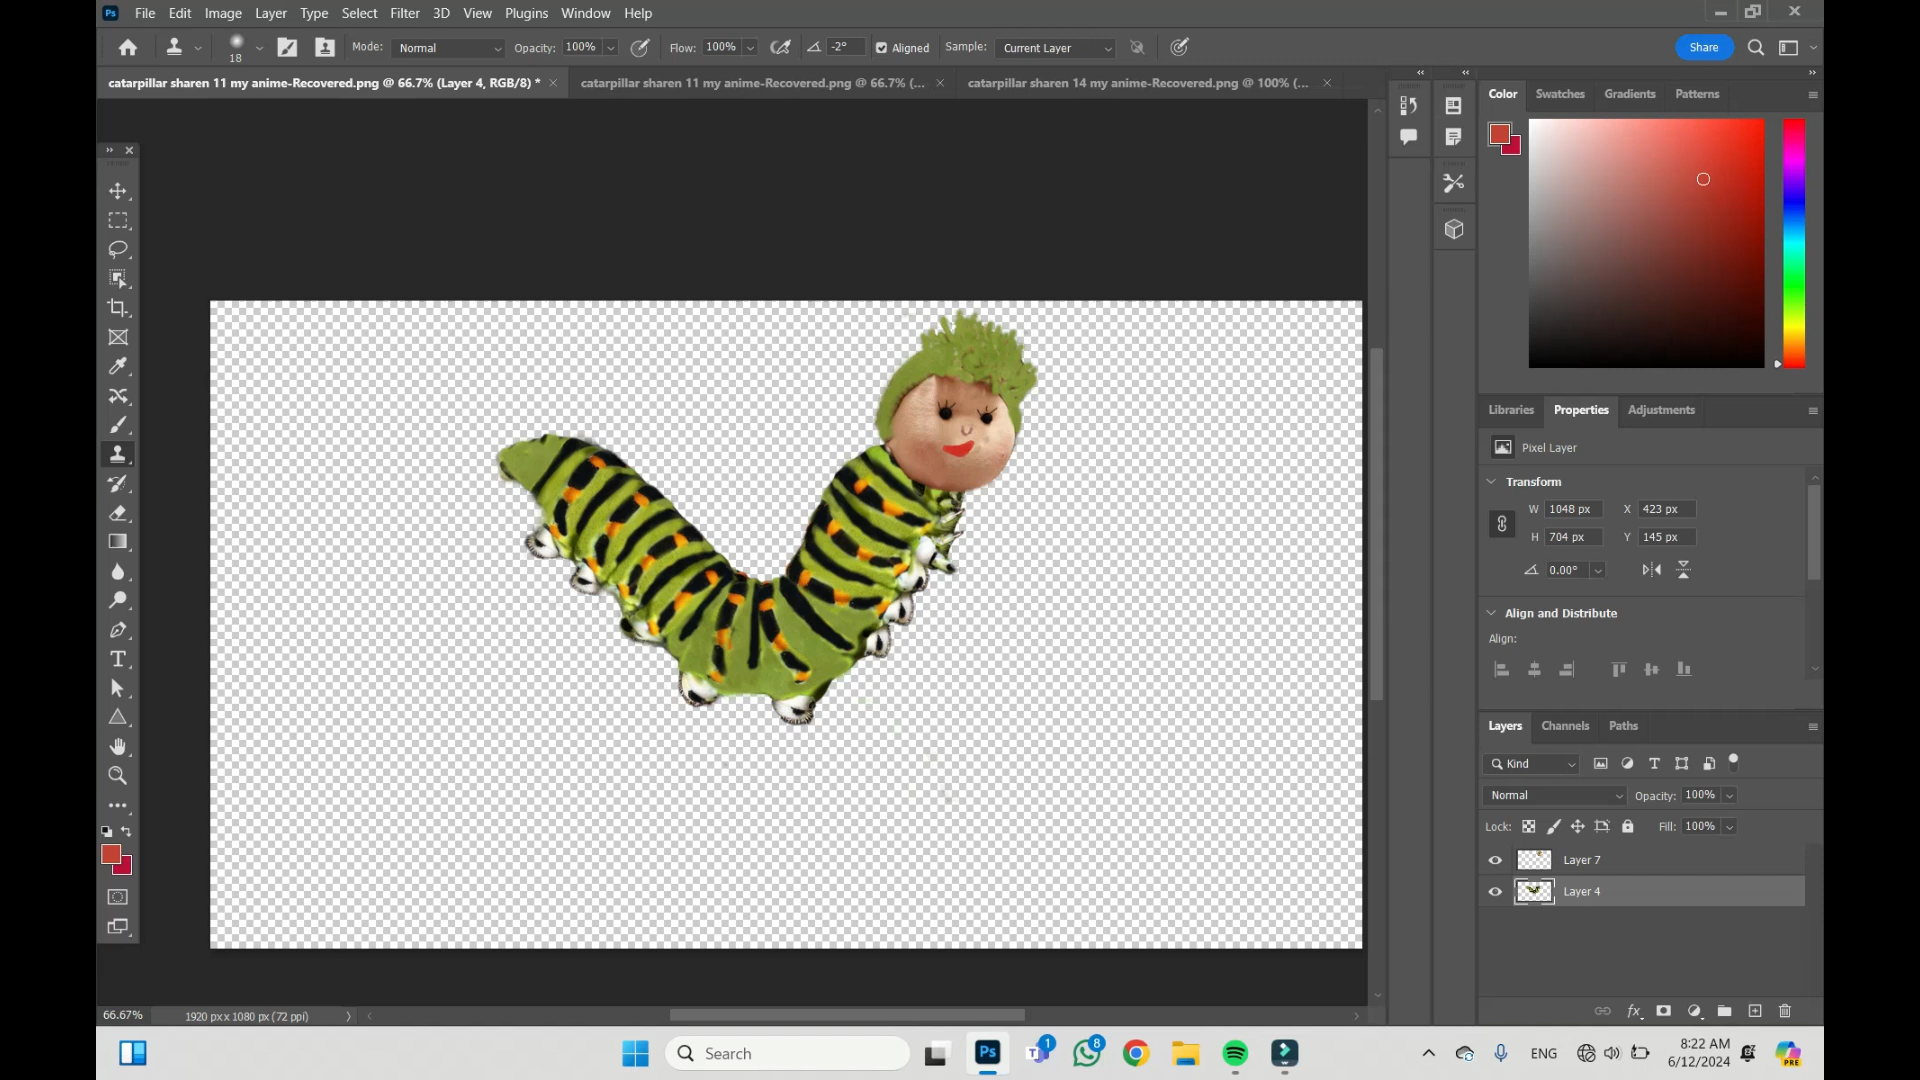 Ps File Edit Image Layer Type Select Filter 3D View Plugins Window Help
18 Mode: Normal Opacity: 100% Flow: 100% -2° Aligned Sample: Current Layer Share
catarpillar sharen 11 my anime-Recovered.png @ 66.7% (Layer 4, RGB/8) * catarpillar sharen 11 my anime-Recovered.png @ 66.7% (... catarpillar sharen 14 my anime-Recovered.png @ 100% (...
Color Swatches Gradients Patterns
Libraries Properties Adjustments
Pixel Layer
Transform
W 1048 px X 423 px
H 704 px Y 145 px
0.00°
Align and Distribute
Align:
Layers Channels Paths
Kind
Normal Opacity: 100%
Lock: Fill: 100%
Layer 7
Layer 4
66.67% 1920 px x 1080 px (72 ppi)
Search Ps 1 8 ENG 8:22 AM
6/12/2024 PRE